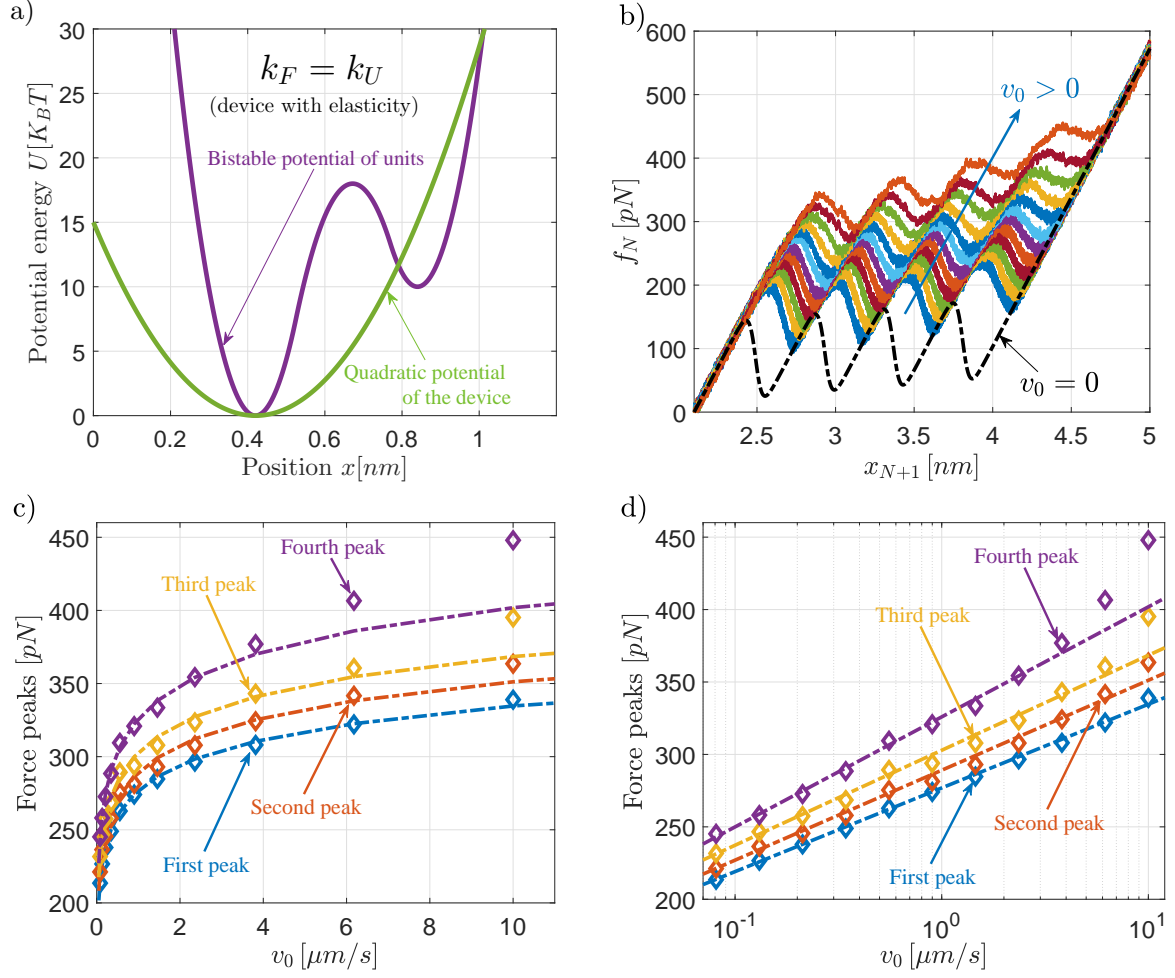 a)
30
25
20
15
10
5
0
Potential energy U[K_BT]
k_F = k_U
(device with elasticity)
Bistable potential of units
Quadratic potential
of the device
0 0.2 0.4 0.6 0.8 1
Position x[nm]
b)
600
500
400
300
200
100
0
f_N [pN]
v_0 > 0
v_0 = 0
2.5 3 3.5 4 4.5 5
x_{N+1} [nm]
c)
450
400
350
300
250
200
Force peaks [pN]
Fourth peak
Third peak
Second peak
First peak
0 2 4 6 8 10
v_0 [μm/s]
d)
450
400
350
300
250
200
Force peaks [pN]
Fourth peak
Third peak
Second peak
First peak
10^{-1} 10^0 10^1
v_0 [μm/s]